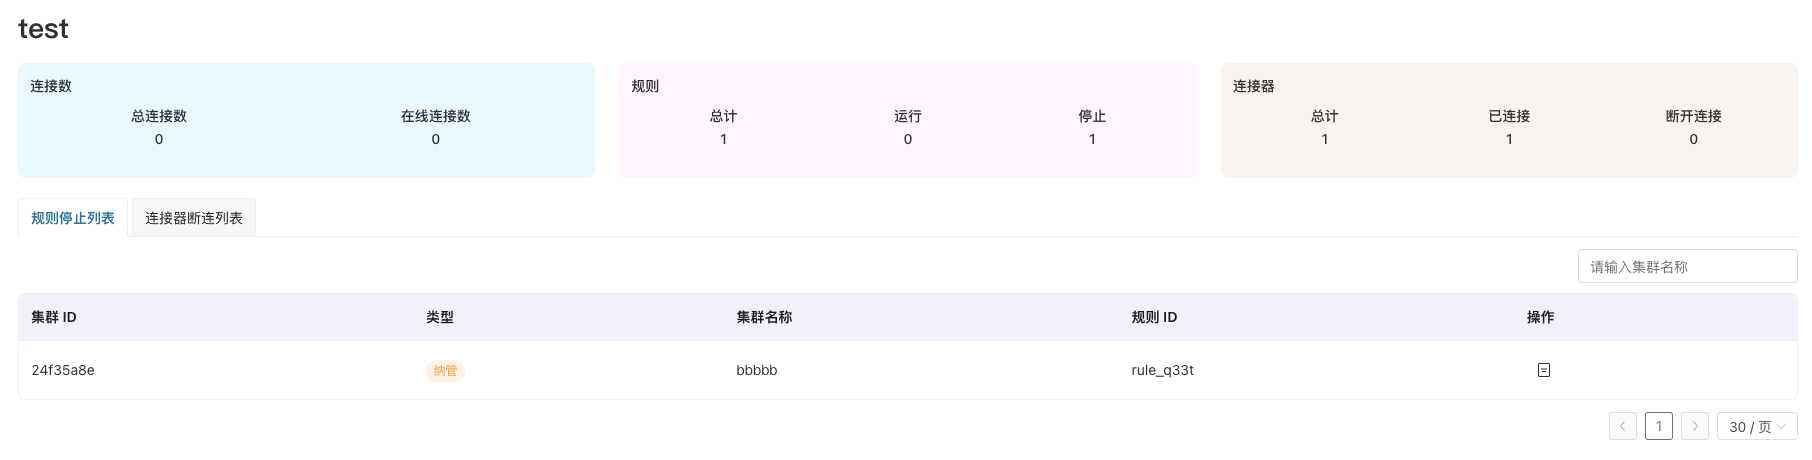 test
连接数 规则 连接器
总连接数 在线连接数 总计 运行 停止 总计 已连接 断开连接
0 0 1 0 1 1 1 0
规则停止列表 连接器断连列表
请输入集群名称
集群 ID 类型 集群名称 规则 ID 操作
24f35a8e 纳管 bbbbb rule_q33t
1 30 / 页